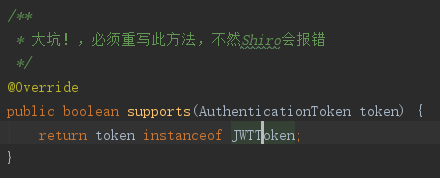 /**
* 大坑!,必须重写此方法,不然Shiro会报错
*/
@Override
public boolean supports(AuthenticationToken token) {
return token instanceof JWTToken;
}